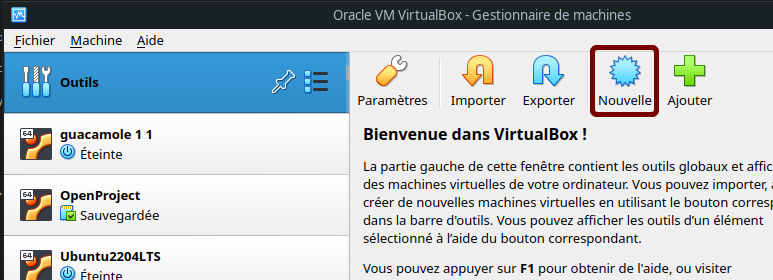 Oracle VM VirtualBox - Gestionnaire de machines
Fichier Machine Aide
Outils
Paramètres Importer Exporter Nouvelle Ajouter
64
guacamole 1 1
Éteinte
64
OpenProject
Sauvegardée
64
Ubuntu2204LTS
Éteinte
Bienvenue dans VirtualBox !
La partie gauche de cette fenêtre contient les outils globaux et affic
des machines virtuelles de votre ordinateur. Vous pouvez importer, a
créer de nouvelles machines virtuelles en utilisant le bouton corresp
dans la barre d'outils. Vous pouvez afficher les outils d’un élément
sélectionné à l’aide du bouton correspondant.
Vous pouvez appuyer sur F1 pour obtenir de l'aide, ou visiter